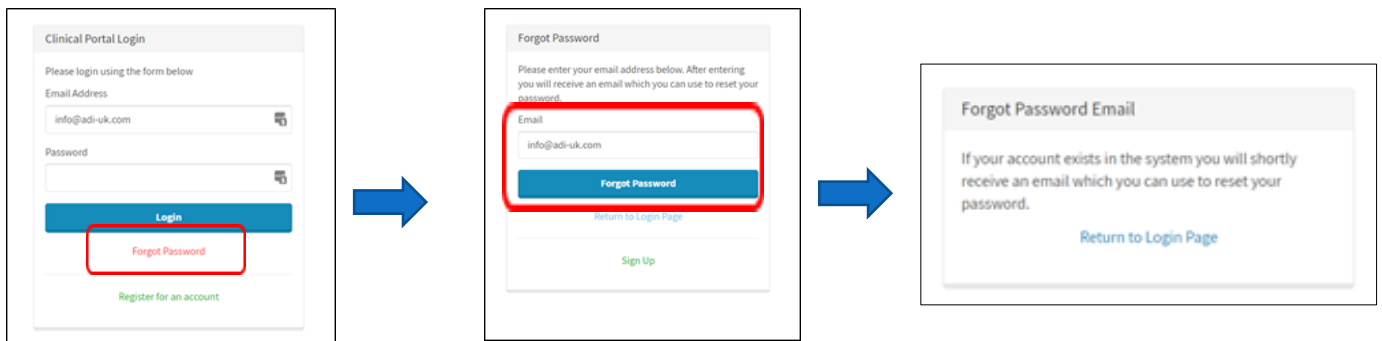 Clinical Portal Login
Please login using the form below
Email Address
info@adi-uk.com
Password
Login
Forgot Password
Register for an account
Forgot Password
Please enter your email address below. After entering
you will receive an email which you can use to reset your
password.
Email
info@adi-uk.com
Forgot Password
Return to Login Page
Sign Up
Forgot Password Email
If your account exists in the system you will shortly
receive an email which you can use to reset your
password.
Return to Login Page